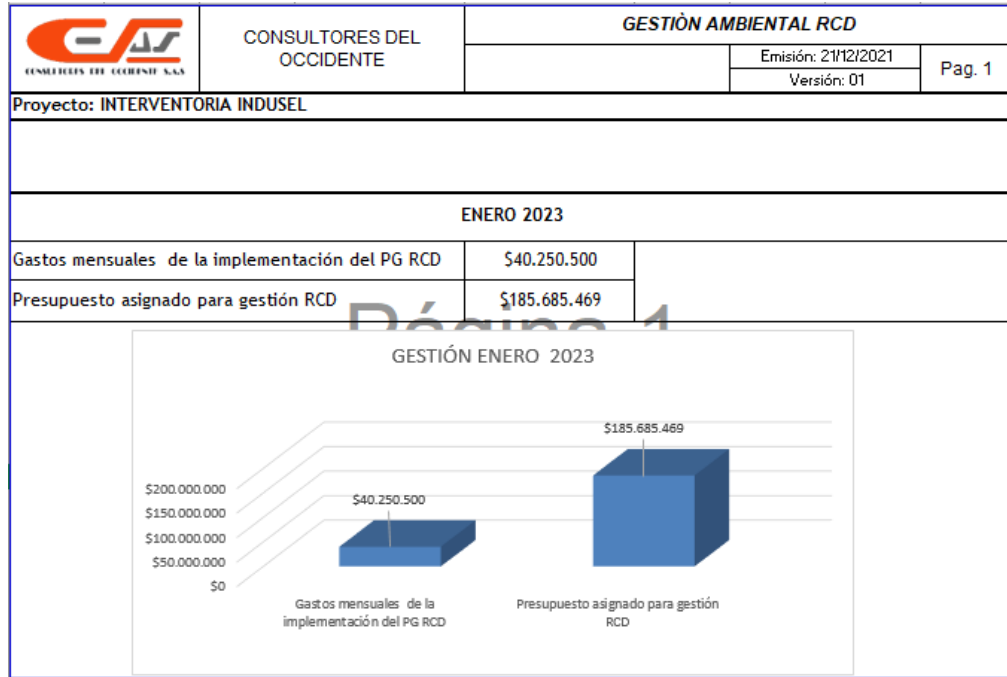 CONSULTORES DEL OCCIDENTE S.A.S
CONSULTORES DEL
OCCIDENTE
GESTIÒN AMBIENTAL RCD
Emisión: 21/12/2021
Versión: 01
Pag. 1
Proyecto: INTERVENTORIA INDUSEL
ENERO 2023
Gastos mensuales de la implementación del PG RCD
$40.250.500
Presupuesto asignado para gestión RCD
$185.685.469
Página 1
GESTIÓN ENERO 2023
$185.685.469
$40.250.500
$200.000.000
$150.000.000
$100.000.000
$50.000.000
$0
Gastos mensuales de la
implementación del PG RCD
Presupuesto asignado para gestión
RCD